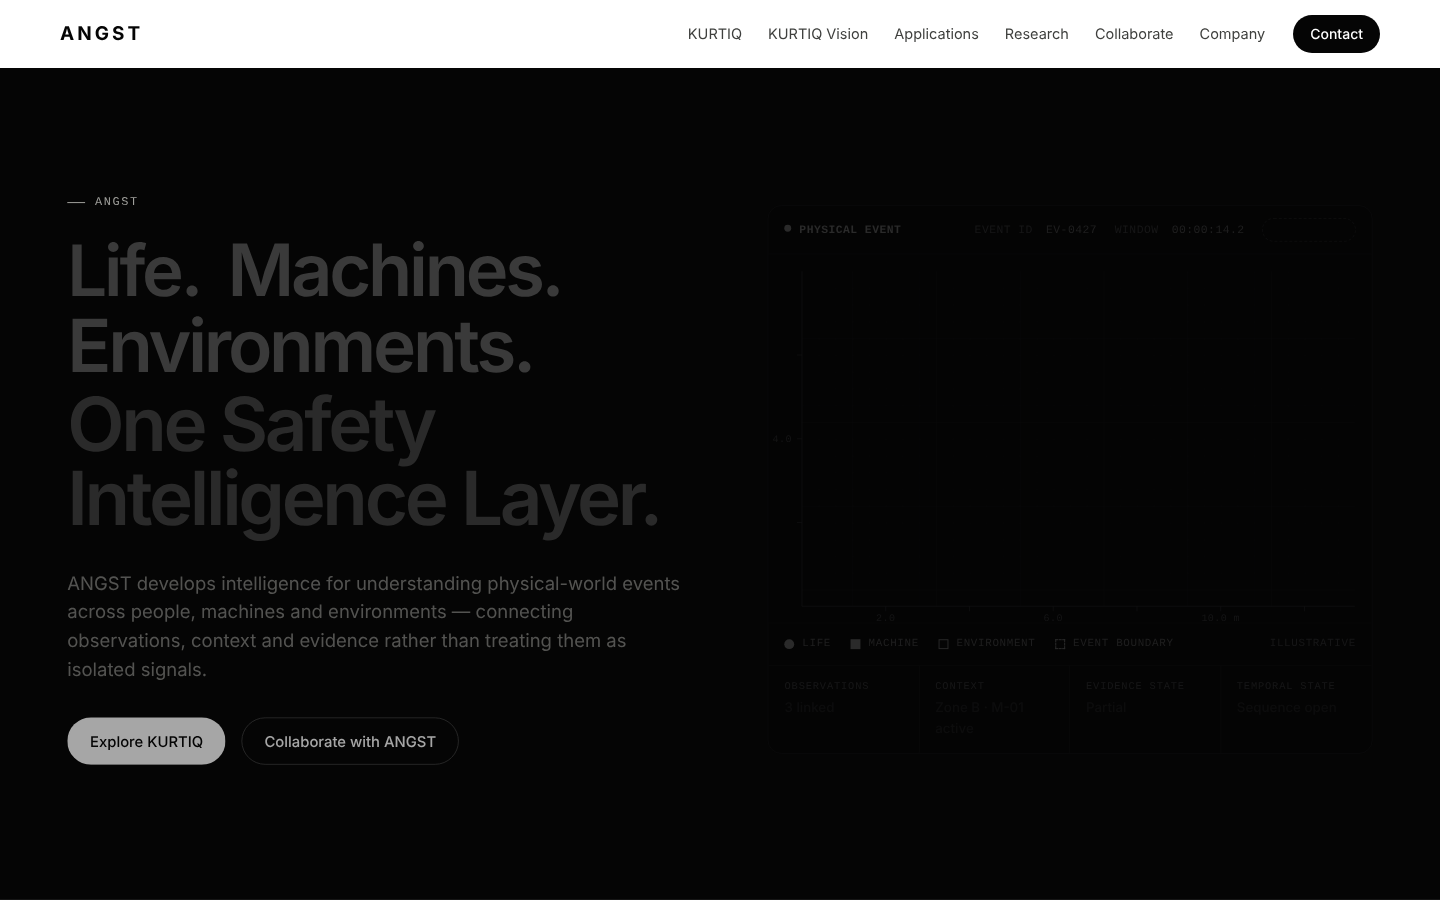 ANGST
KURTIQ
KURTIQ Vision
Applications
Research
Collaborate
Company
Contact
ANGST
Life. Machines.
Environments.
One Safety
Intelligence Layer.
ANGST develops intelligence for understanding physical-world events
across people, machines and environments — connecting
observations, context and evidence rather than treating them as
isolated signals.
Explore KURTIQ
Collaborate with ANGST
PHYSICAL EVENT
EVENT ID EV-0427 WINDOW 00:00:14.2
4.0
2.0 6.0 10.0 m
LIFE MACHINE ENVIRONMENT EVENT BOUNDARY ILLUSTRATIVE
OBSERVATIONS
3 linked
CONTEXT
Zone B · M-01
active
EVIDENCE STATE
Partial
TEMPORAL STATE
Sequence open